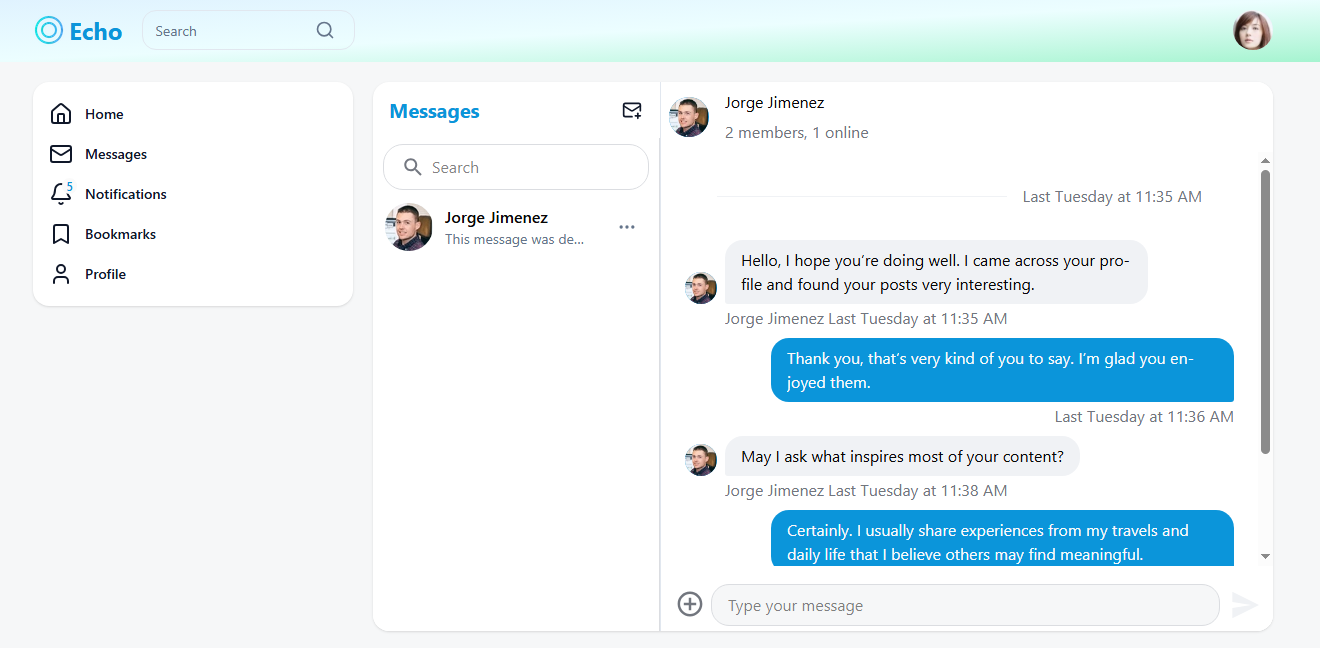 Echo
Search
Home
Messages
5
Notifications
Bookmarks
Profile
Messages
Search
Jorge Jimenez
This message was de...
Jorge Jimenez
2 members, 1 online
Last Tuesday at 11:35 AM
Hello, I hope you're doing well. I came across your pro-
file and found your posts very interesting.
Jorge Jimenez Last Tuesday at 11:35 AM
Thank you, that's very kind of you to say. I'm glad you en-
joyed them.
Last Tuesday at 11:36 AM
May I ask what inspires most of your content?
Jorge Jimenez Last Tuesday at 11:38 AM
Certainly. I usually share experiences from my travels and
daily life that I believe others may find meaningful.
Type your message